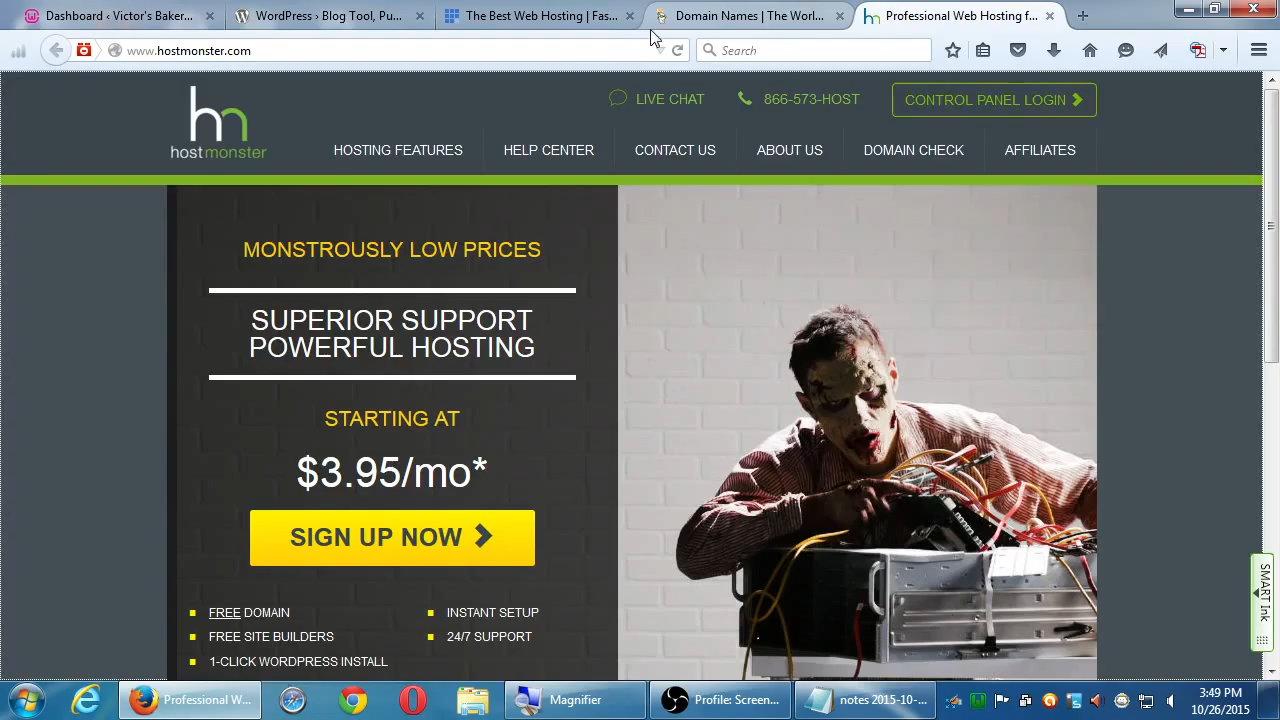 Dashboard ‹ Victor's Baker...
WordPress › Blog Tool, Pu...
The Best Web Hosting | Fas...
Domain Names | The Worl...
Professional Web Hosting f...
www.hostmonster.com
Search
hn
hostmonster
LIVE CHAT
866-573-HOST
CONTROL PANEL LOGIN
HOSTING FEATURES
HELP CENTER
CONTACT US
ABOUT US
DOMAIN CHECK
AFFILIATES
MONSTROUSLY LOW PRICES
SUPERIOR SUPPORT
POWERFUL HOSTING
STARTING AT
$3.95/mo*
SIGN UP NOW
FREE DOMAIN
INSTANT SETUP
FREE SITE BUILDERS
24/7 SUPPORT
1-CLICK WORDPRESS INSTALL
SMART Ink
Professional W...
Magnifier
Profile: Screen...
notes 2015-10-...
3:49 PM
10/26/2015